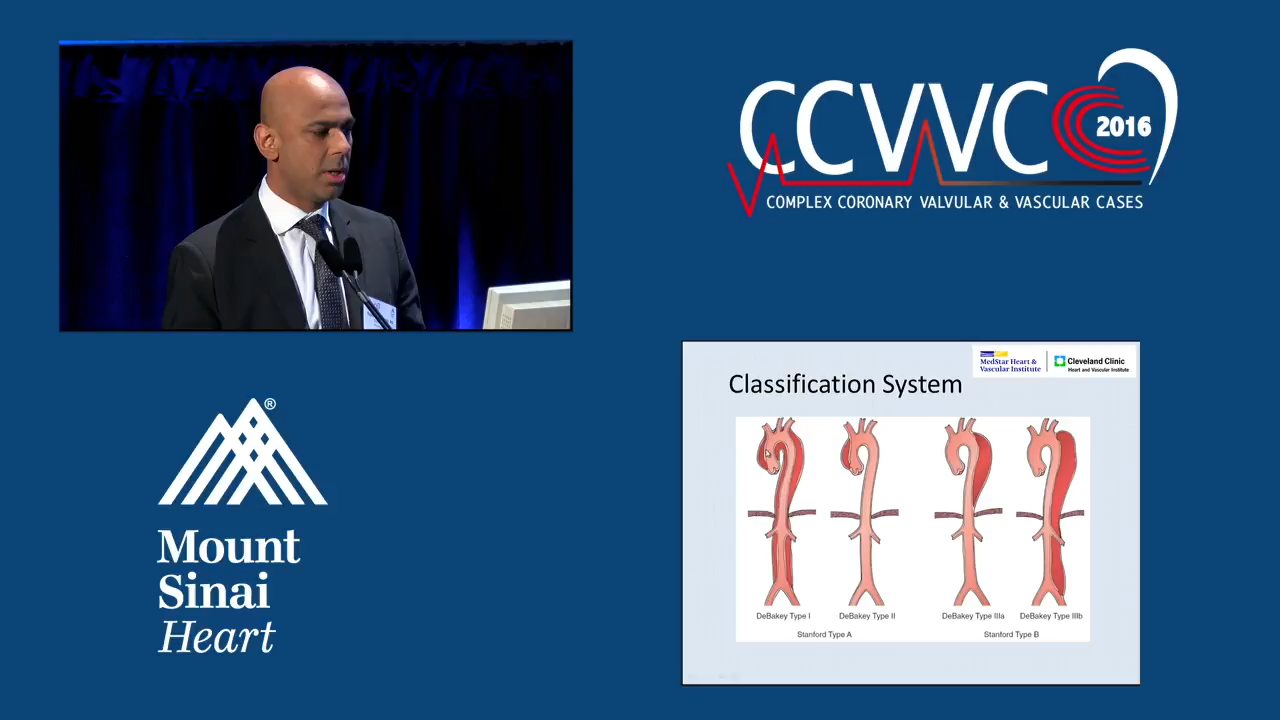 CCVVC
2016
COMPLEX CORONARY VALVULAR & VASCULAR CASES
MedStar Heart &
Vascular Institute
Cleveland Clinic
Heart and Vascular Institute
Classification System
DeBakey Type I
DeBakey Type II
DeBakey Type IIIa
DeBakey Type IIIb
Stanford Type A
Stanford Type B
®
Mount
Sinai
Heart